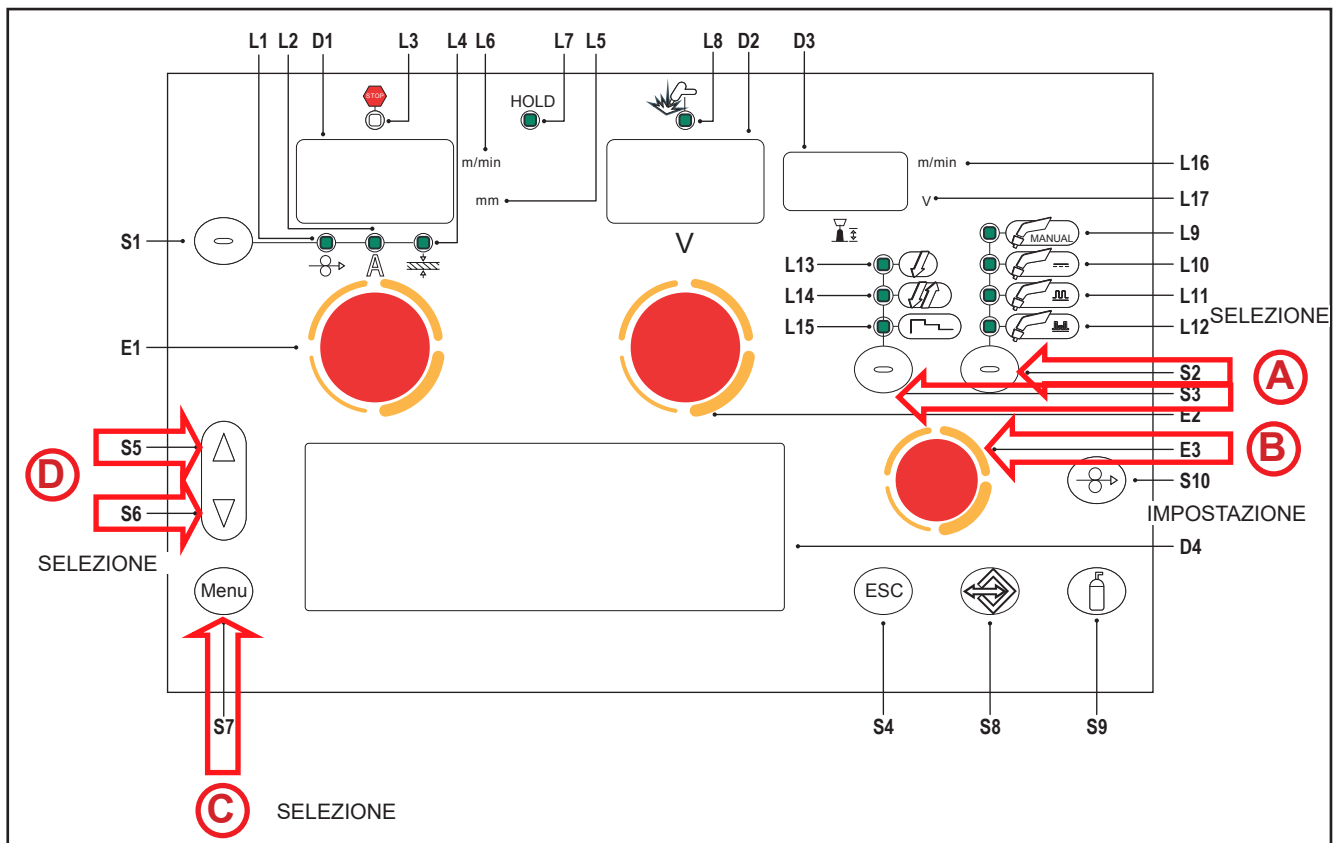 L1 L2 D1 L3 L4 L6 L7 L5 L8 D2 D3
STOP
HOLD
m/min
mm
m/min
V
L16
L17
S1
A
V
MANUAL
L9
L13
L10
L14
L11
L15
L12
SELEZIONE
E1
S2
A
S3
E2
S5
E3
B
D
S10
S6
IMPOSTAZIONE
SELEZIONE
D4
Menu
ESC
S7
S4
S8
S9
C
SELEZIONE